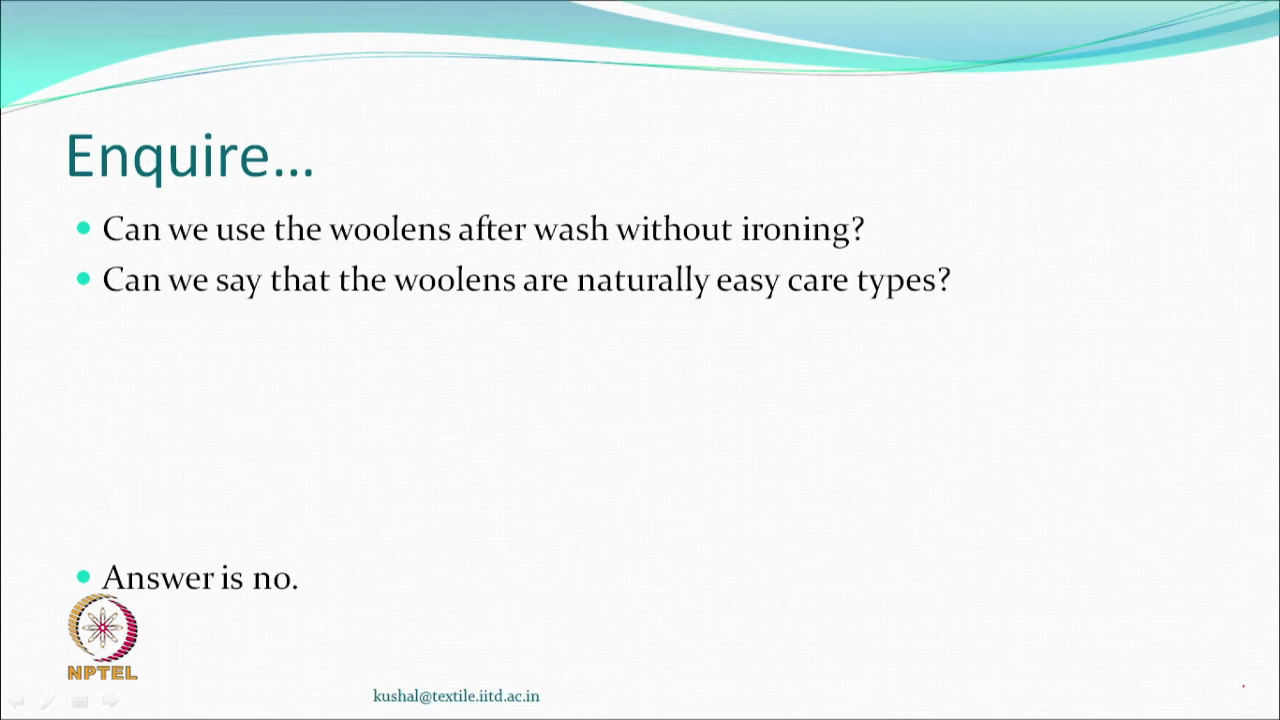 Enquire...
Can we use the woolens after wash without ironing?
Can we say that the woolens are naturally easy care types?
Answer is no.
NPTEL
kushal@textile.iitd.ac.in